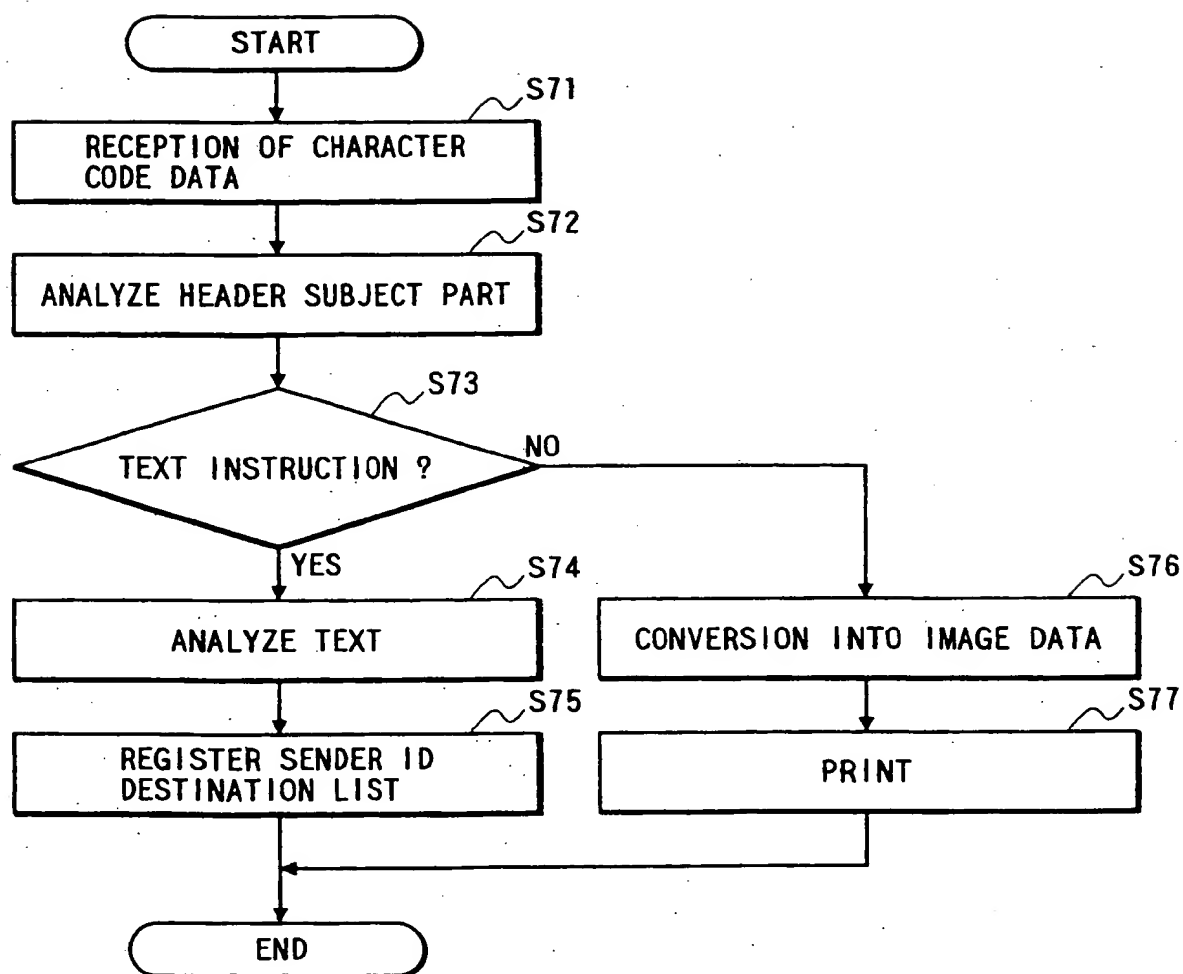 START
S71
RECEPTION OF CHARACTER
CODE DATA
S72
ANALYZE HEADER SUBJECT PART
S73
TEXT INSTRUCTION ?
NO
YES
S74
ANALYZE TEXT
S75
REGISTER SENDER ID
DESTINATION LIST
S76
CONVERSION INTO IMAGE DATA
S77
PRINT
END